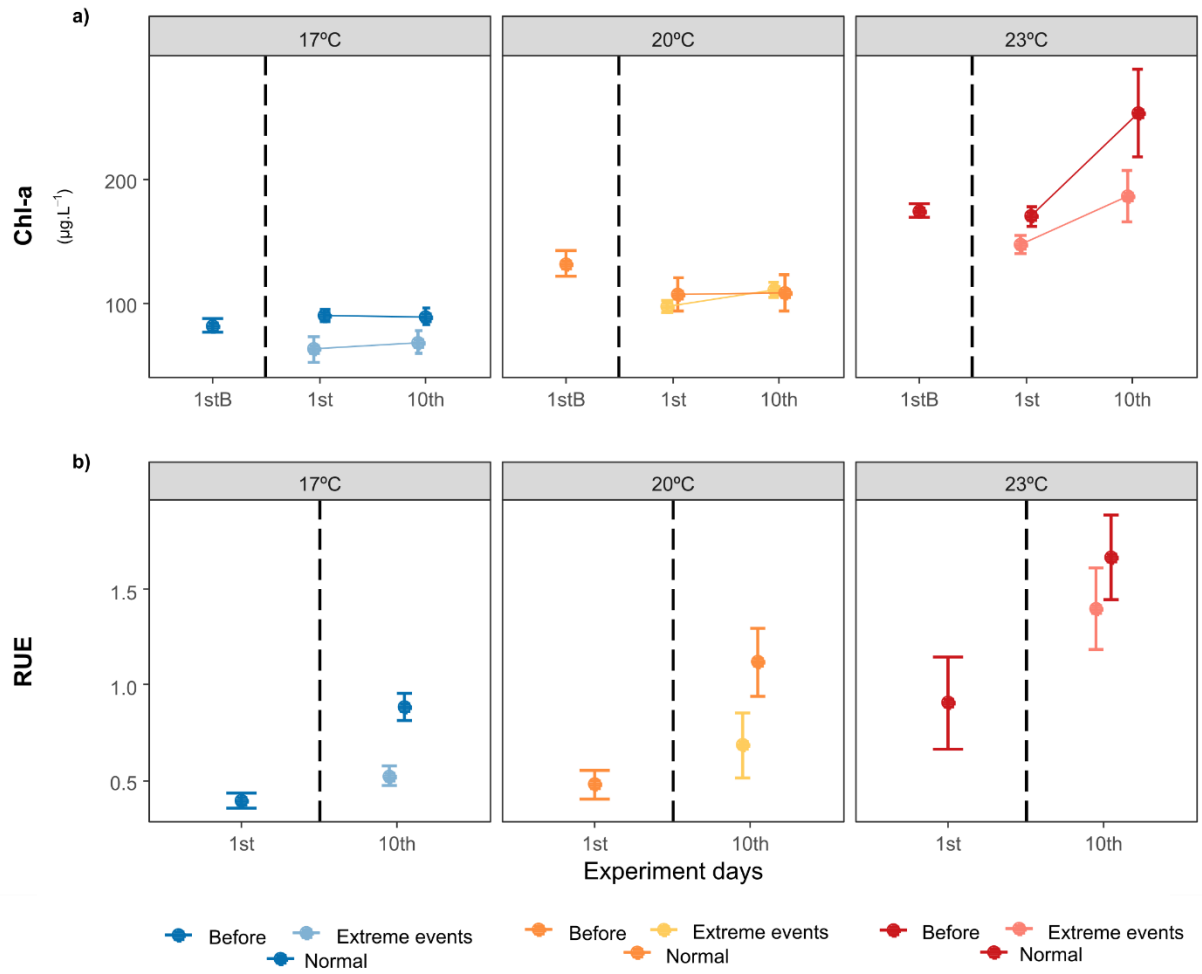 a)
17ºC 20ºC 23ºC
Chl-a
(µg.L⁻¹)
200
100
1stB 1st 10th 1stB 1st 10th 1stB 1st 10th
b)
17ºC 20ºC 23ºC
RUE
1.5
1.0
0.5
1st 10th 1st 10th 1st 10th
Experiment days
Before Extreme events Before Extreme events Before Extreme events
Normal Normal Normal